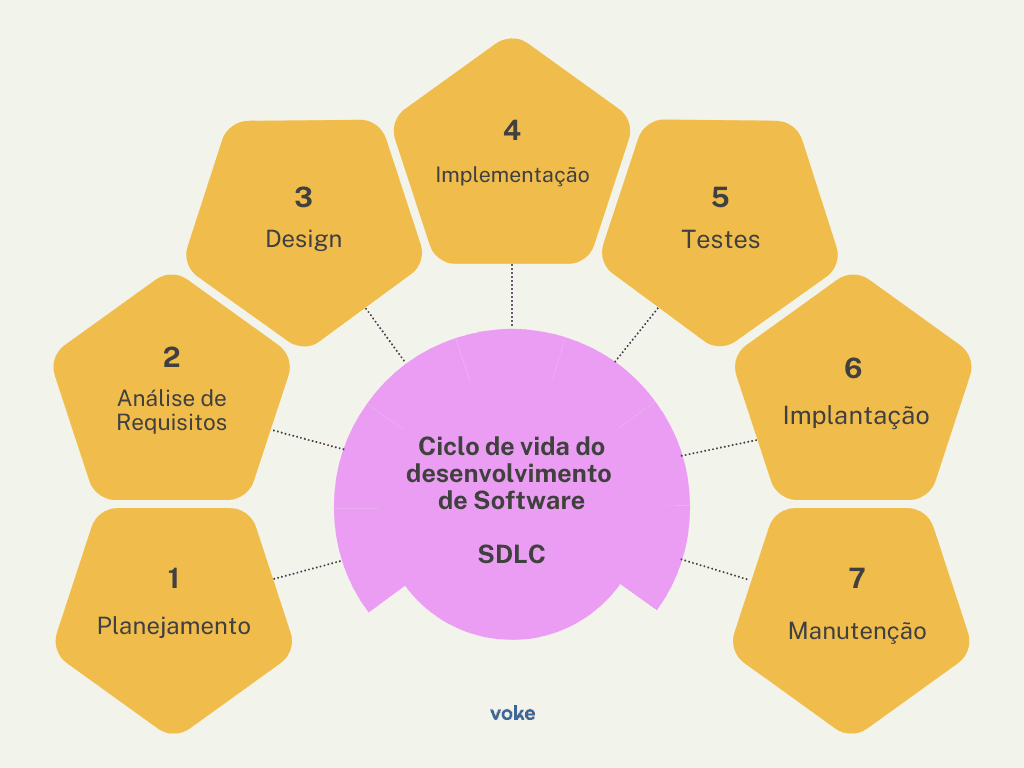 4
Implementação
3
Design
5
Testes
2
Análise de
Requisitos
6
Implantação
Ciclo de vida do
desenvolvimento
de Software
SDLC
1
Planejamento
7
Manutenção
voke